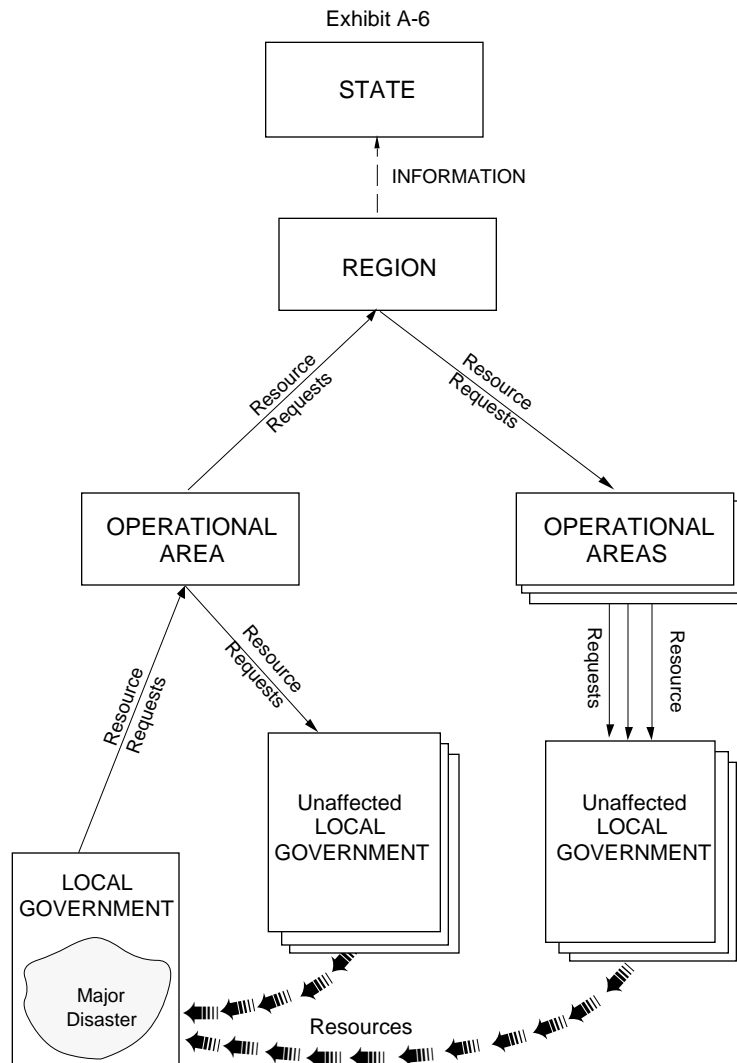 Exhibit A-6
STATE
INFORMATION
REGION
Resource
Requests
Resource
Requests
OPERATIONAL
AREA
OPERATIONAL
AREAS
Resource
Requests
Resource
Requests
Requests
Resource
Unaffected
LOCAL
GOVERNMENT
Unaffected
LOCAL
GOVERNMENT
LOCAL
GOVERNMENT
Major
Disaster
Resources